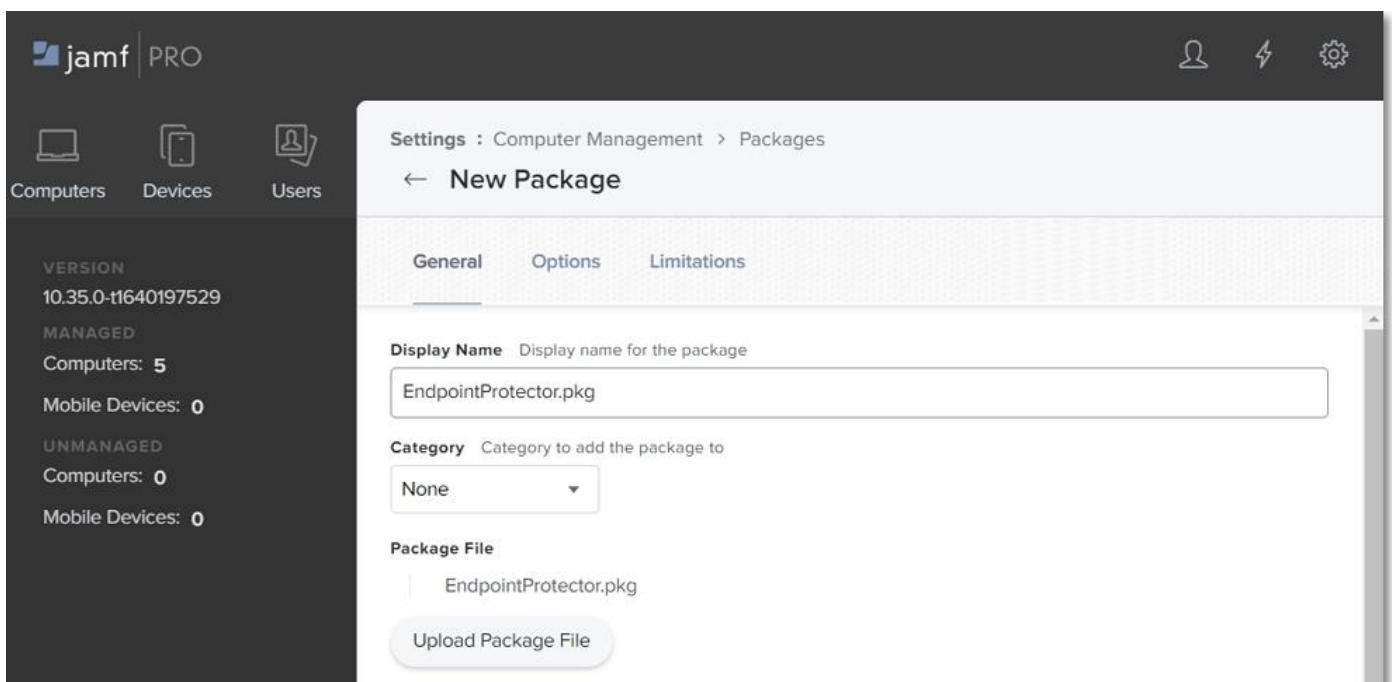 jamf PRO
Computers Devices Users
VERSION
10.35.0-t1640197529
MANAGED
Computers: 5
Mobile Devices: 0
UNMANAGED
Computers: 0
Mobile Devices: 0
Settings : Computer Management > Packages
← New Package
General Options Limitations
Display Name Display name for the package
EndpointProtector.pkg
Category Category to add the package to
None
Package File
EndpointProtector.pkg
Upload Package File